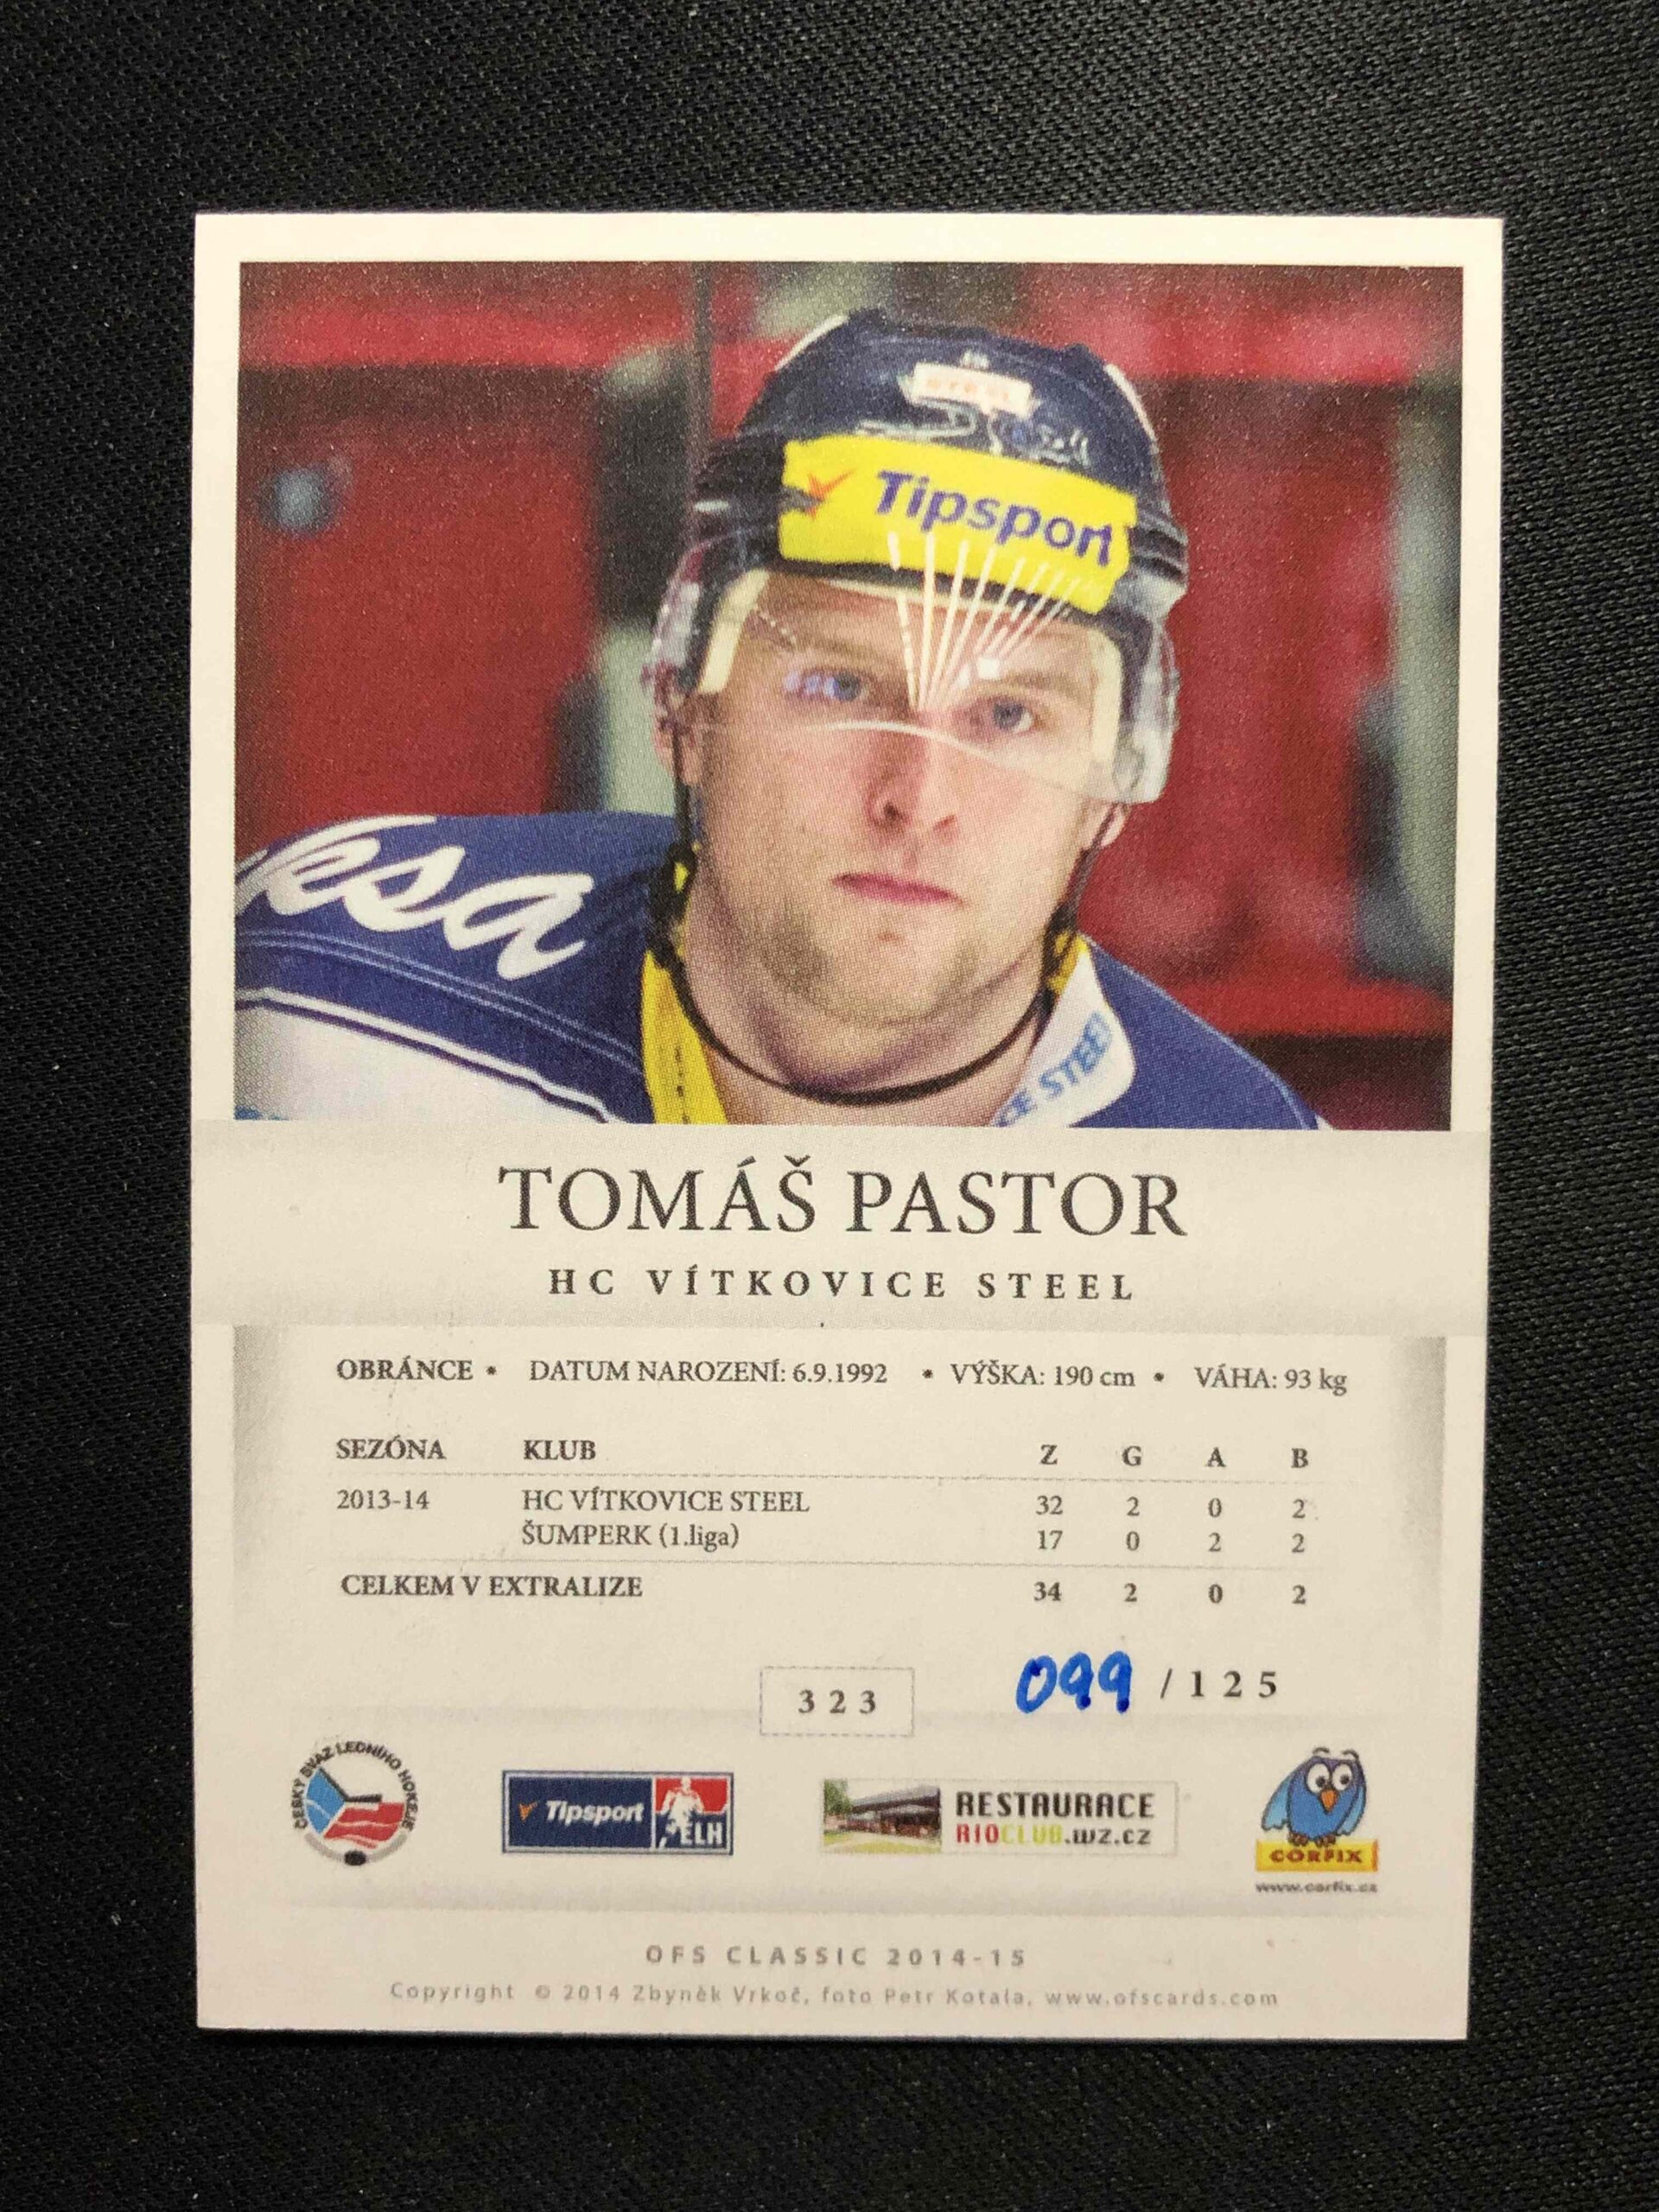 Tipsport
ksa
CE STEEL
TOMÁŠ PASTOR
HC VÍTKOVICE STEEL
OBRÁNCE • DATUM NAROZENÍ: 6.9.1992 • VÝŠKA: 190 cm • VÁHA: 93 kg
SEZÓNA KLUB Z G A B
2013-14 HC VÍTKOVICE STEEL 32 2 0 2
ŠUMPERK (1.liga) 17 0 2 2
CELKEM V EXTRALIZE 34 2 0 2
323
099 / 125
ČESKÝ SVAZ LEDNÍHO HOKEJE
Tipsport ELH
RESTAURACE
RIOCLUB.wz.cz
CORFIX
www.corfix.cz
OFS CLASSIC 2014-15
Copyright © 2014 Zbyněk Vrkoč, foto Petr Kotala, www.ofscards.com